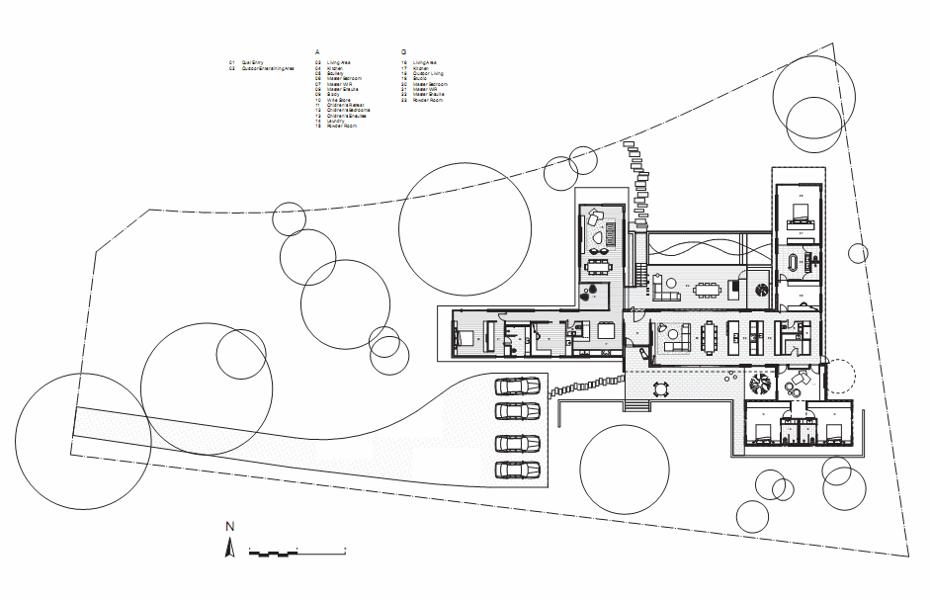 A
G
01 Dual Entry
02 Outdoor Entertaining Area
03 Living Area
04 Kitchen
05 Scullery
06 Master Bedroom
07 Master WIR
08 Master Ensuite
09 Study
10 Wine Store
11 Children's Retreat
12 Children's Bedrooms
13 Children's Ensuites
14 Laundry
15 Powder Room
16 Living Area
17 Kitchen
18 Outdoor Living
19 Studio
20 Master Bedroom
21 Master WIR
22 Master Ensuite
23 Powder Room
N